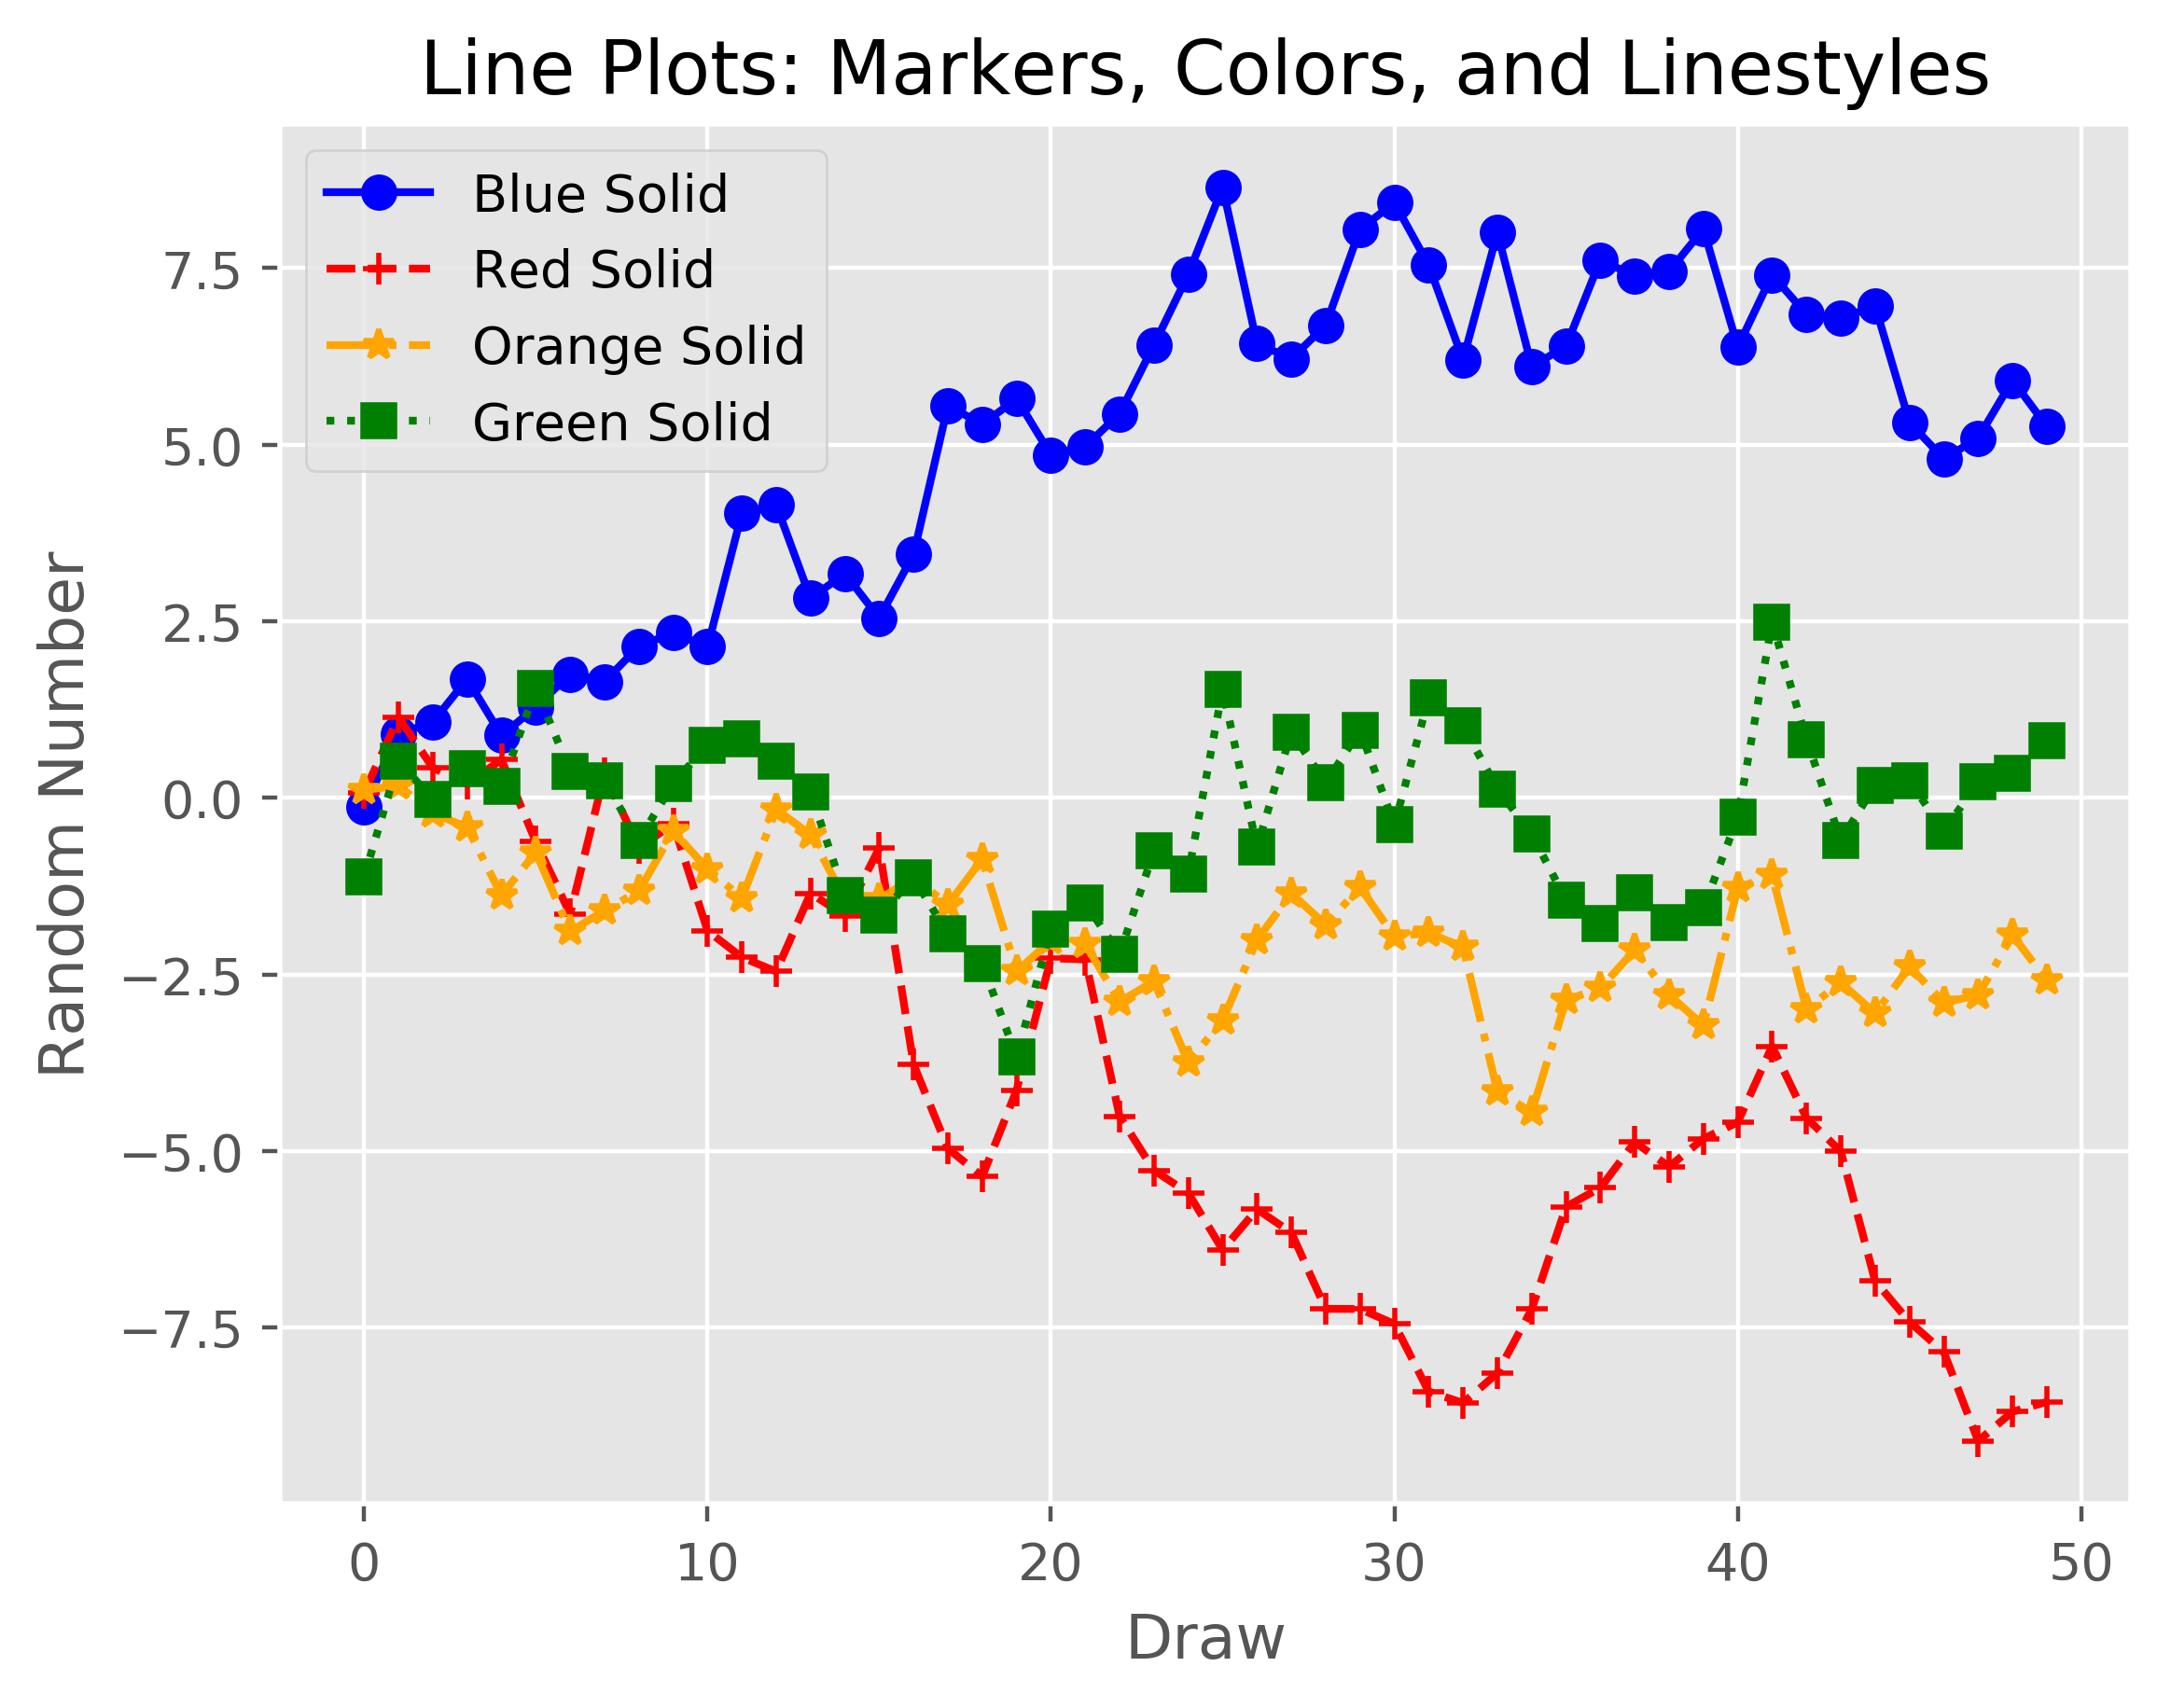 Line Plots: Markers, Colors, and Linestyles
Blue Solid
Red Solid
Orange Solid
Green Solid
Random Number
7.5
5.0
2.5
0.0
−2.5
−5.0
−7.5
0 10 20 30 40 50
Draw